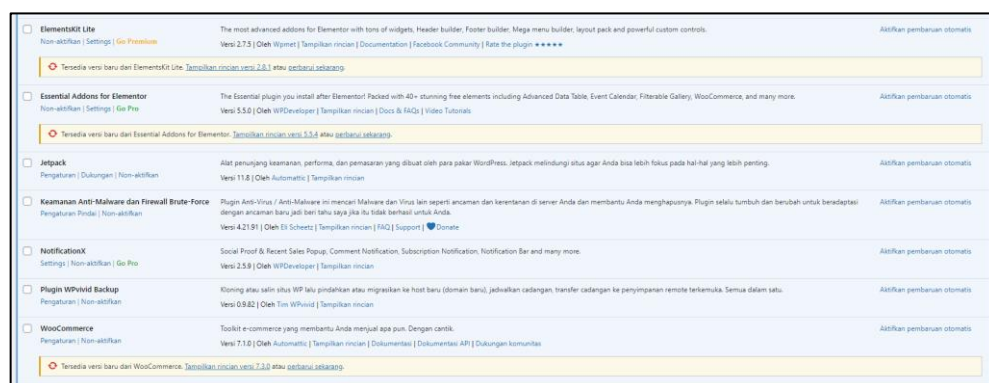 ElementsKit Lite
Non-aktifkan | Settings | Go Premium
The most advanced addons for Elementor with tons of widgets, Header builder, Footer builder, Mega menu builder, layout pack and powerful custom controls.
Versi 2.7.5 | Oleh Wpmet | Tampilkan rincian | Documentation | Facebook Community | Rate the plugin ★★★★★
Aktifkan pembaruan otomatis
Tersedia versi baru dari ElementsKit Lite. Tampilkan rincian versi 2.8.1 atau perbarui sekarang.
Essential Addons for Elementor
Non-aktifkan | Settings | Go Pro
The Essential plugin you install after Elementor! Packed with 40+ stunning free elements including Advanced Data Table, Event Calendar, Filterable Gallery, WooCommerce, and many more.
Versi 5.5.0 | Oleh WPDeveloper | Tampilkan rincian | Docs & FAQs | Video Tutorials
Aktifkan pembaruan otomatis
Tersedia versi baru dari Essential Addons for Elementor. Tampilkan rincian versi 5.5.4 atau perbarui sekarang.
Jetpack
Pengaturan | Dukungan | Non-aktifkan
Alat penunjang keamanan, performa, dan pemasaran yang dibuat oleh para pakar WordPress. Jetpack melindungi situs agar Anda bisa lebih fokus pada hal-hal yang lebih penting.
Versi 11.8 | Oleh Automattic | Tampilkan rincian
Aktifkan pembaruan otomatis
Keamanan Anti-Malware dan Firewall Brute-Force
Pengaturan Pindai | Non-aktifkan
Plugin Anti-Virus / Anti-Malware ini mencari Malware dan Virus lain seperti ancaman dan kerentanan di server Anda dan membantu Anda menghapusnya. Plugin selalu tumbuh dan berubah untuk beradaptasi
dengan ancaman baru jadi beri tahu saya jika itu tidak berhasil untuk Anda.
Versi 4.21.91 | Oleh Eli Scheetz | Tampilkan rincian | FAQ | Support | Donate
Aktifkan pembaruan otomatis
NotificationX
Settings | Non-aktifkan | Go Pro
Social Proof & Recent Sales Popup, Comment Notification, Subscription Notification, Notification Bar and many more.
Versi 2.5.9 | Oleh WPDeveloper | Tampilkan rincian
Aktifkan pembaruan otomatis
Plugin WPvivid Backup
Pengaturan | Non-aktifkan
Kloning atau salin situs WP lalu pindahkan atau migrasikan ke host baru (domain baru), jadwalkan cadangan, transfer cadangan ke penyimpanan remote terkemuka. Semua dalam satu.
Versi 0.9.82 | Oleh Tim WPvivid | Tampilkan rincian
Aktifkan pembaruan otomatis
WooCommerce
Pengaturan | Non-aktifkan
Toolkit e-commerce yang membantu Anda menjual apa pun. Dengan cantik.
Versi 7.1.0 | Oleh Automattic | Tampilkan rincian | Dokumentasi | Dokumentasi API | Dukungan komunitas
Aktifkan pembaruan otomatis
Tersedia versi baru dari WooCommerce. Tampilkan rincian versi 7.3.0 atau perbarui sekarang.